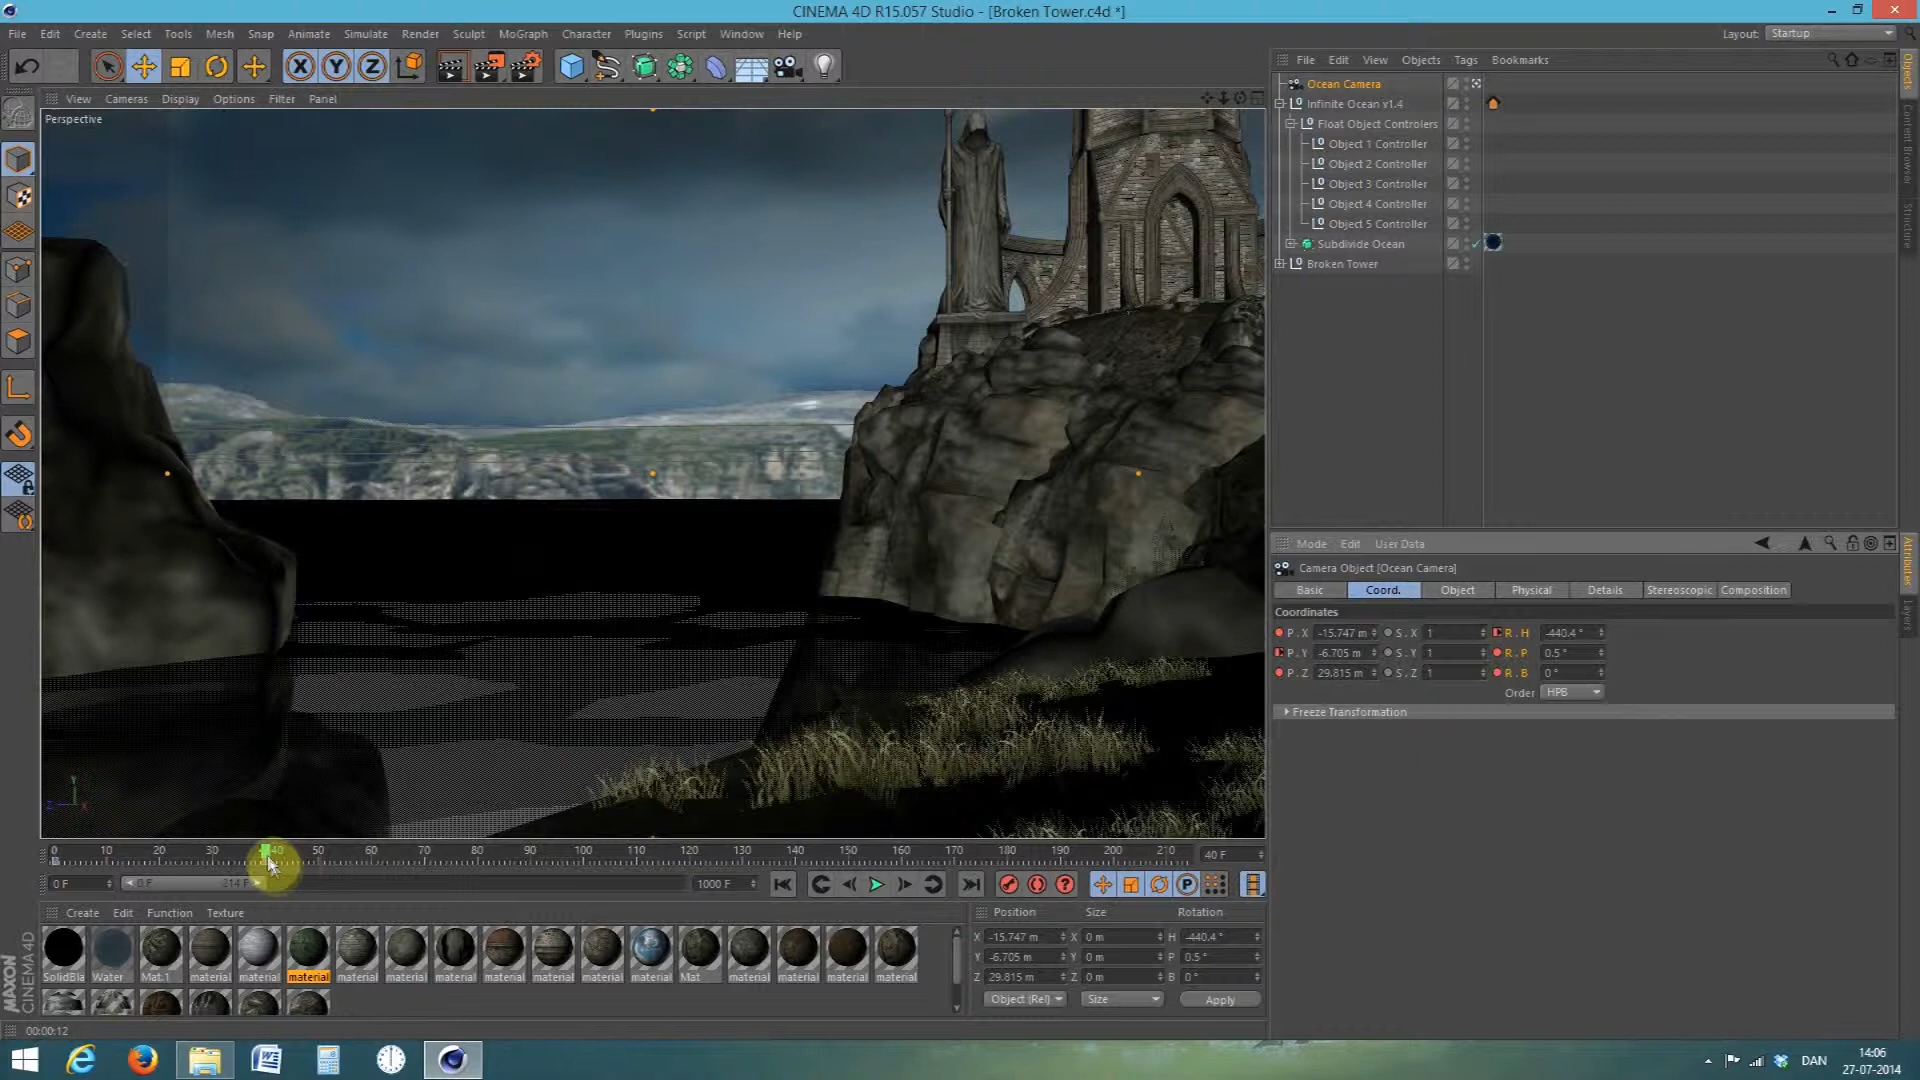 CINEMA 4D R15.057 Studio - [Broken Tower.c4d *]
File Edit Create Select Tools Mesh Snap Animate Simulate Render Sculpt MoGraph Character Plugins Script Window Help
Layout: Startup
X Y Z
File Edit View Objects Tags Bookmarks
View Cameras Display Options Filter Panel
Perspective
Ocean Camera
Infinite Ocean v1.4
Float Object Controlers
Object 1 Controller
Object 2 Controller
Object 3 Controller
Object 4 Controller
Object 5 Controller
Subdivide Ocean
Broken Tower
Objects
Content Browser
Structure
Mode Edit User Data
Camera Object [Ocean Camera]
Basic Coord. Object Physical Details Stereoscopic Composition
Coordinates
P . X -15.747 m S . X 1 R . H -440.4 °
P . Y -6.705 m S . Y 1 R . P 0.5 °
P . Z 29.815 m S . Z 1 R . B 0 °
Order HPB
Freeze Transformation
Attributes
Layers
0 10 20 30 40 50 60 70 80 90 100 110 120 130 140 150 160 170 180 190 200 210 40 F
0 F 0 F 214 F 1000 F
Create Edit Function Texture
SolidBla Water Mat.1 material material material material material material material material material material Mat material material material material
Position Size Rotation
X -15.747 m X 0 m H -440.4 °
Y -6.705 m Y 0 m P 0.5 °
Z 29.815 m Z 0 m B 0 °
Object (Rel) Size Apply
MAXON
CINEMA 4D
00:00:12
DAN
14:06
27-07-2014